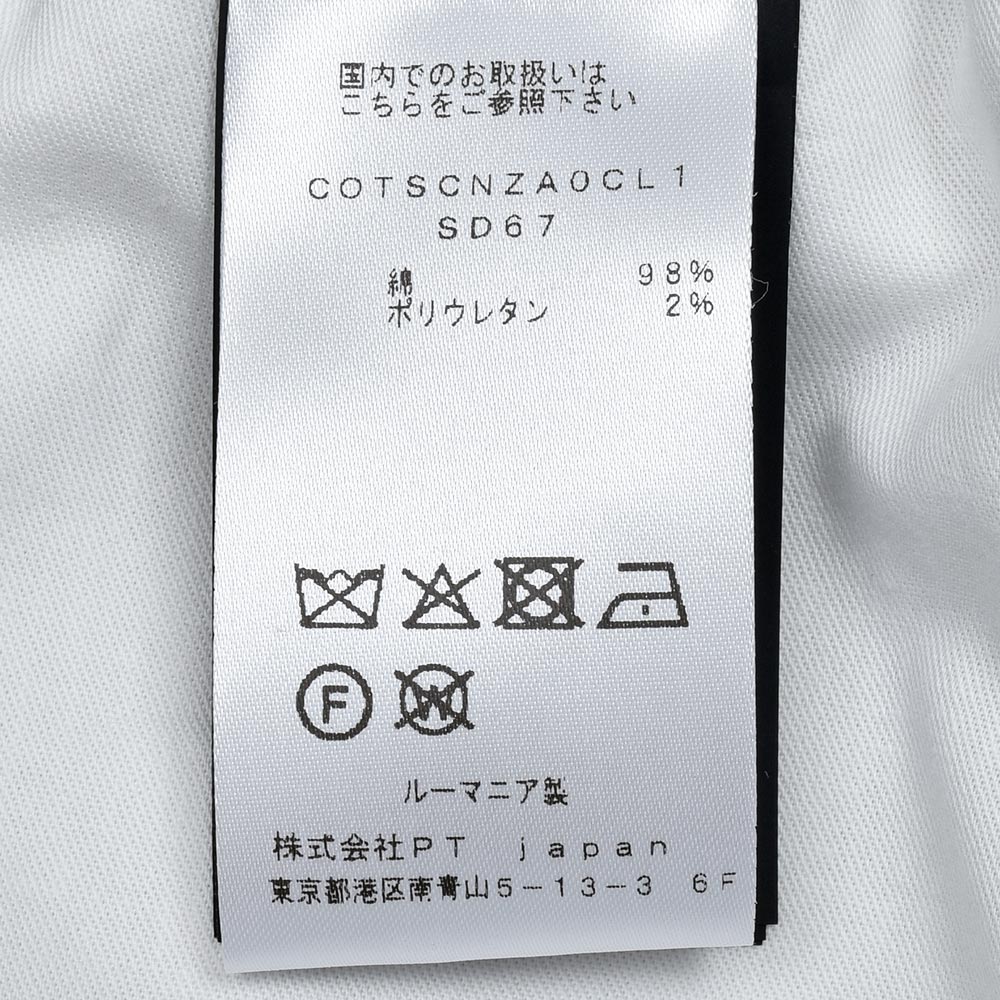 国内でのお取扱いは
こちらをご参照下さい
COTSCNZA0CL1
SD67
綿 98%
ポリウレタン 2%
F
W
ルーマニア製
株式会社PT japan
東京都港区南青山5-13-3 6F